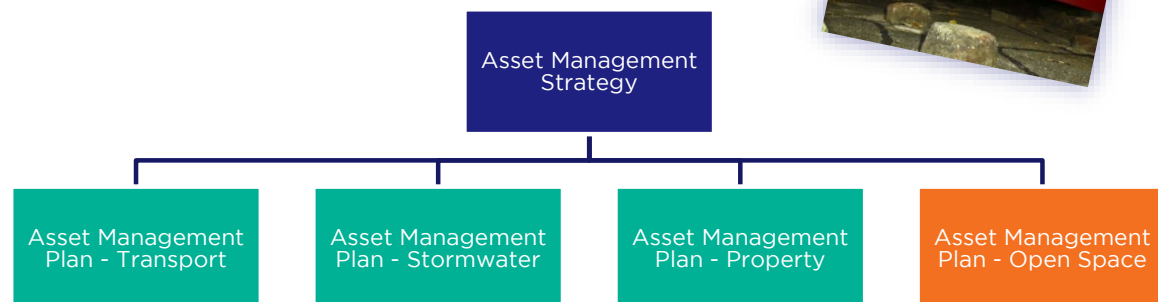 Asset Management
Strategy
Asset Management
Plan - Transport
Asset Management
Plan - Stormwater
Asset Management
Plan - Property
Asset Management
Plan - Open Space